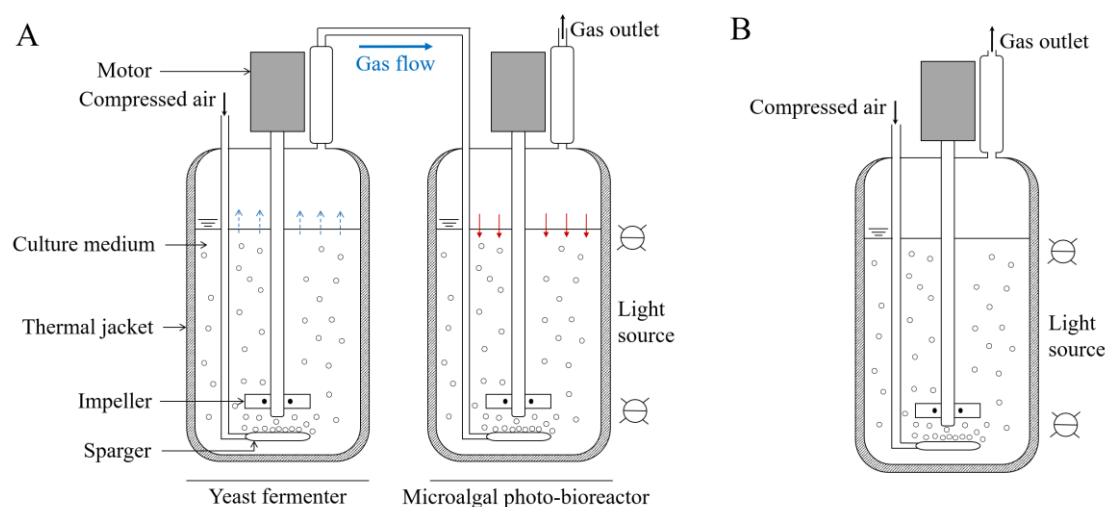 A
Motor
Compressed air
Gas flow
Gas outlet
Culture medium
Thermal jacket
Impeller
Sparger
Light
source
Yeast fermenter
Microalgal photo-bioreactor
B
Gas outlet
Compressed air
Light
source